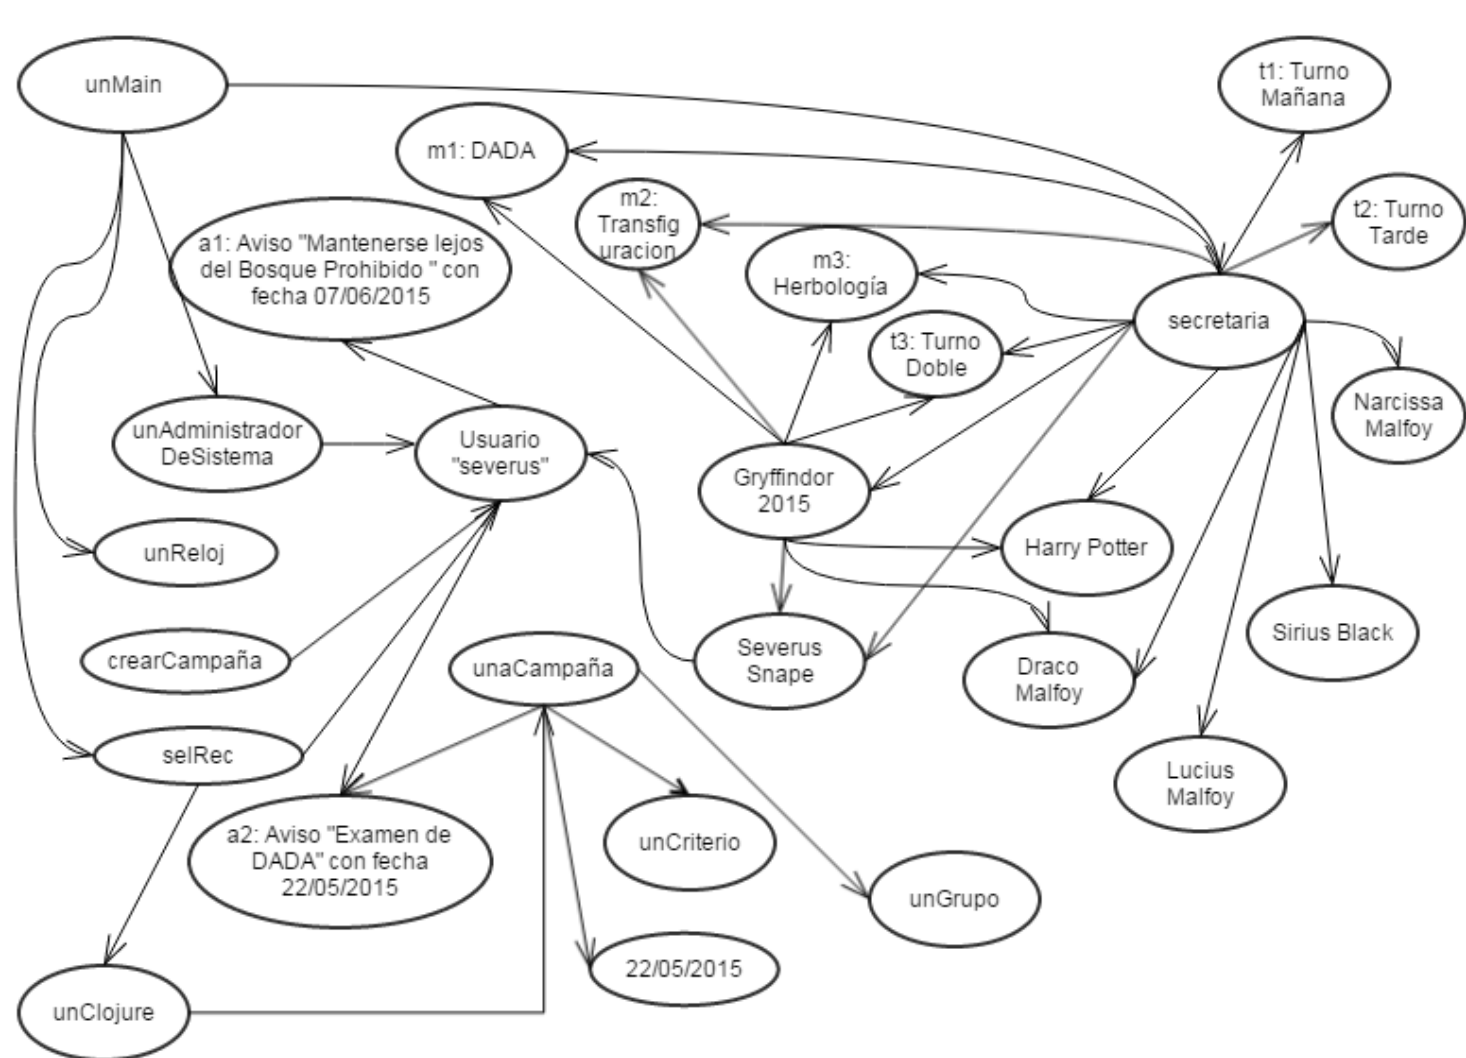 unMain
t1: Turno
Mañana
m1: DADA
m2:
Transfig
uracion
t2: Turno
Tarde
a1: Aviso "Mantenerse lejos
del Bosque Prohibido " con
fecha 07/06/2015
m3:
Herbología
secretaria
t3: Turno
Doble
Narcissa
Malfoy
unAdministrador
DeSistema
Usuario
"severus"
Gryffindor
2015
unReloj
Harry Potter
Sirius Black
crearCampaña
unaCampaña
Severus
Snape
Draco
Malfoy
selRec
Lucius
Malfoy
a2: Aviso "Examen de
DADA" con fecha
22/05/2015
unCriterio
unGrupo
22/05/2015
unClojure